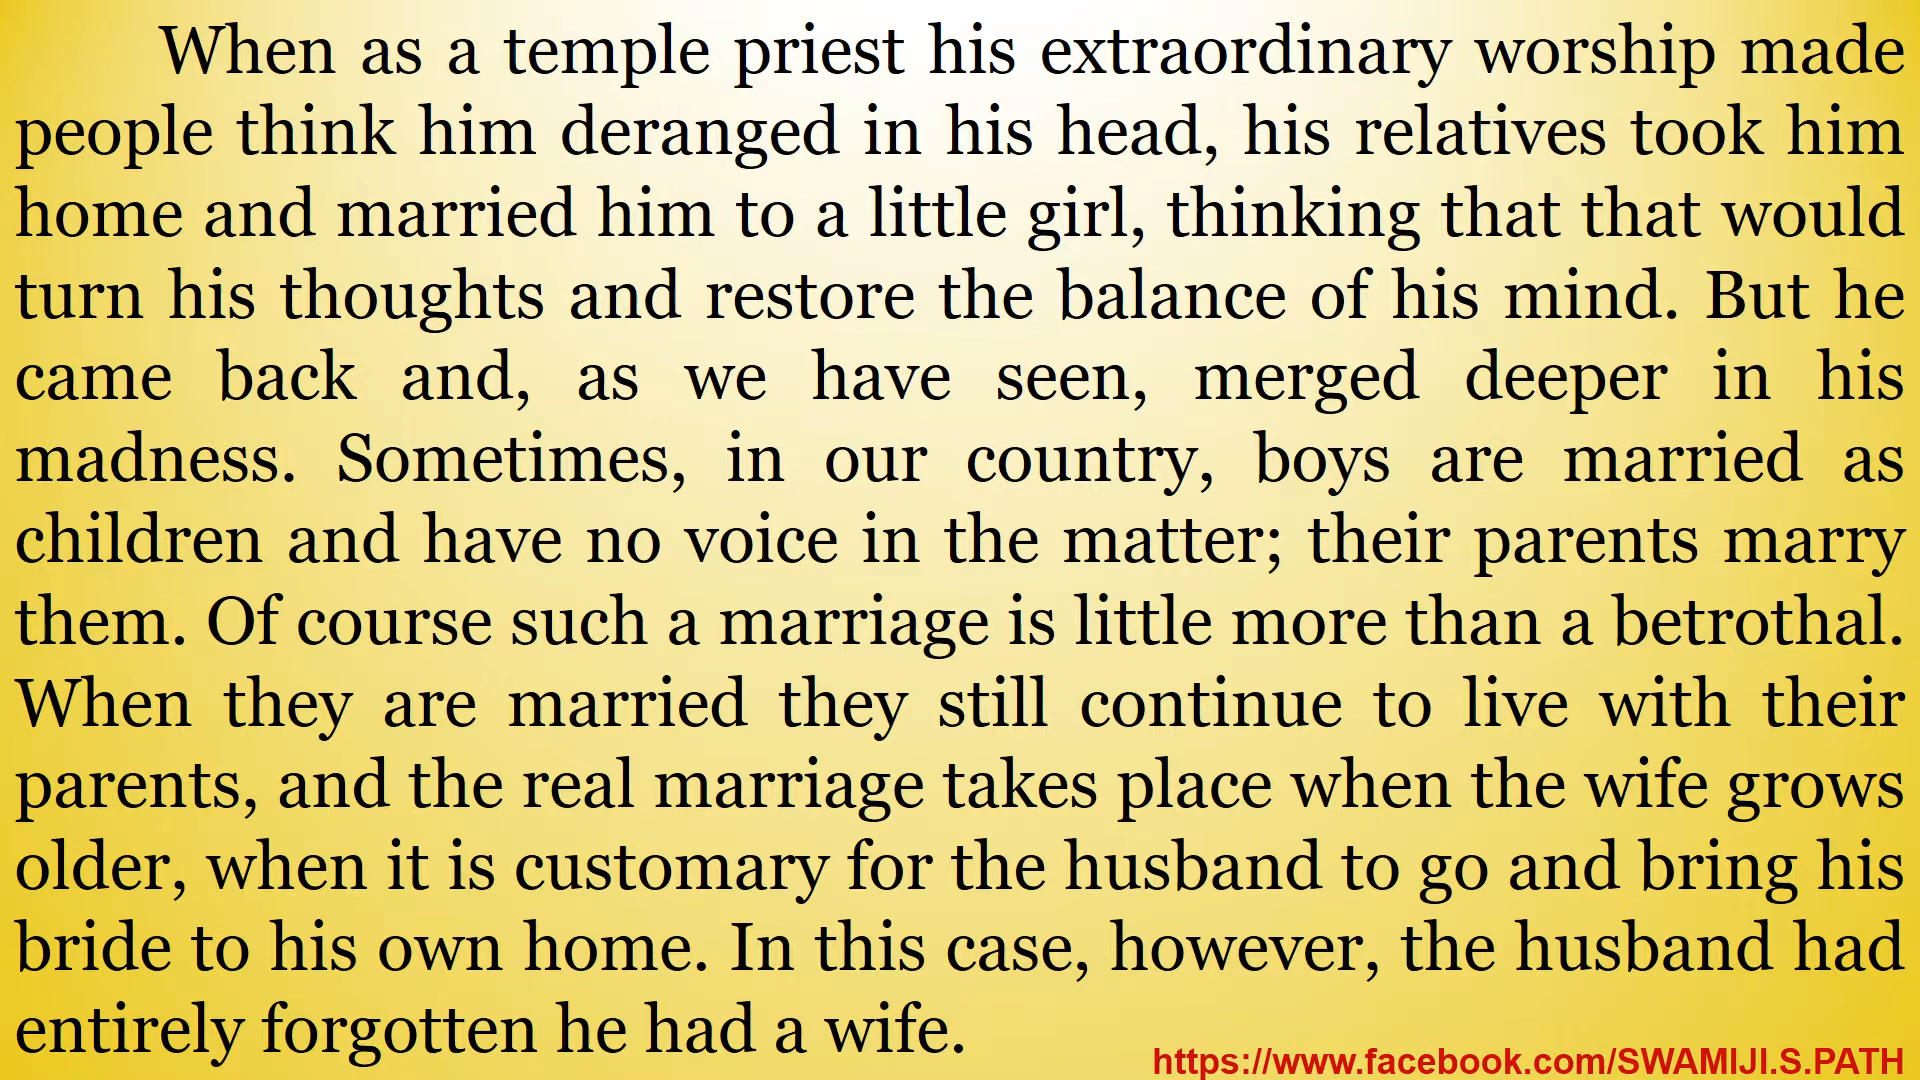 When as a temple priest his extraordinary worship made
people think him deranged in his head, his relatives took him
home and married him to a little girl, thinking that that would
turn his thoughts and restore the balance of his mind. But he
came back and, as we have seen, merged deeper in his
madness. Sometimes, in our country, boys are married as
children and have no voice in the matter; their parents marry
them. Of course such a marriage is little more than a betrothal.
When they are married they still continue to live with their
parents, and the real marriage takes place when the wife grows
older, when it is customary for the husband to go and bring his
bride to his own home. In this case, however, the husband had
entirely forgotten he had a wife.
https://www.facebook.com/SWAMIJI.S.PATH